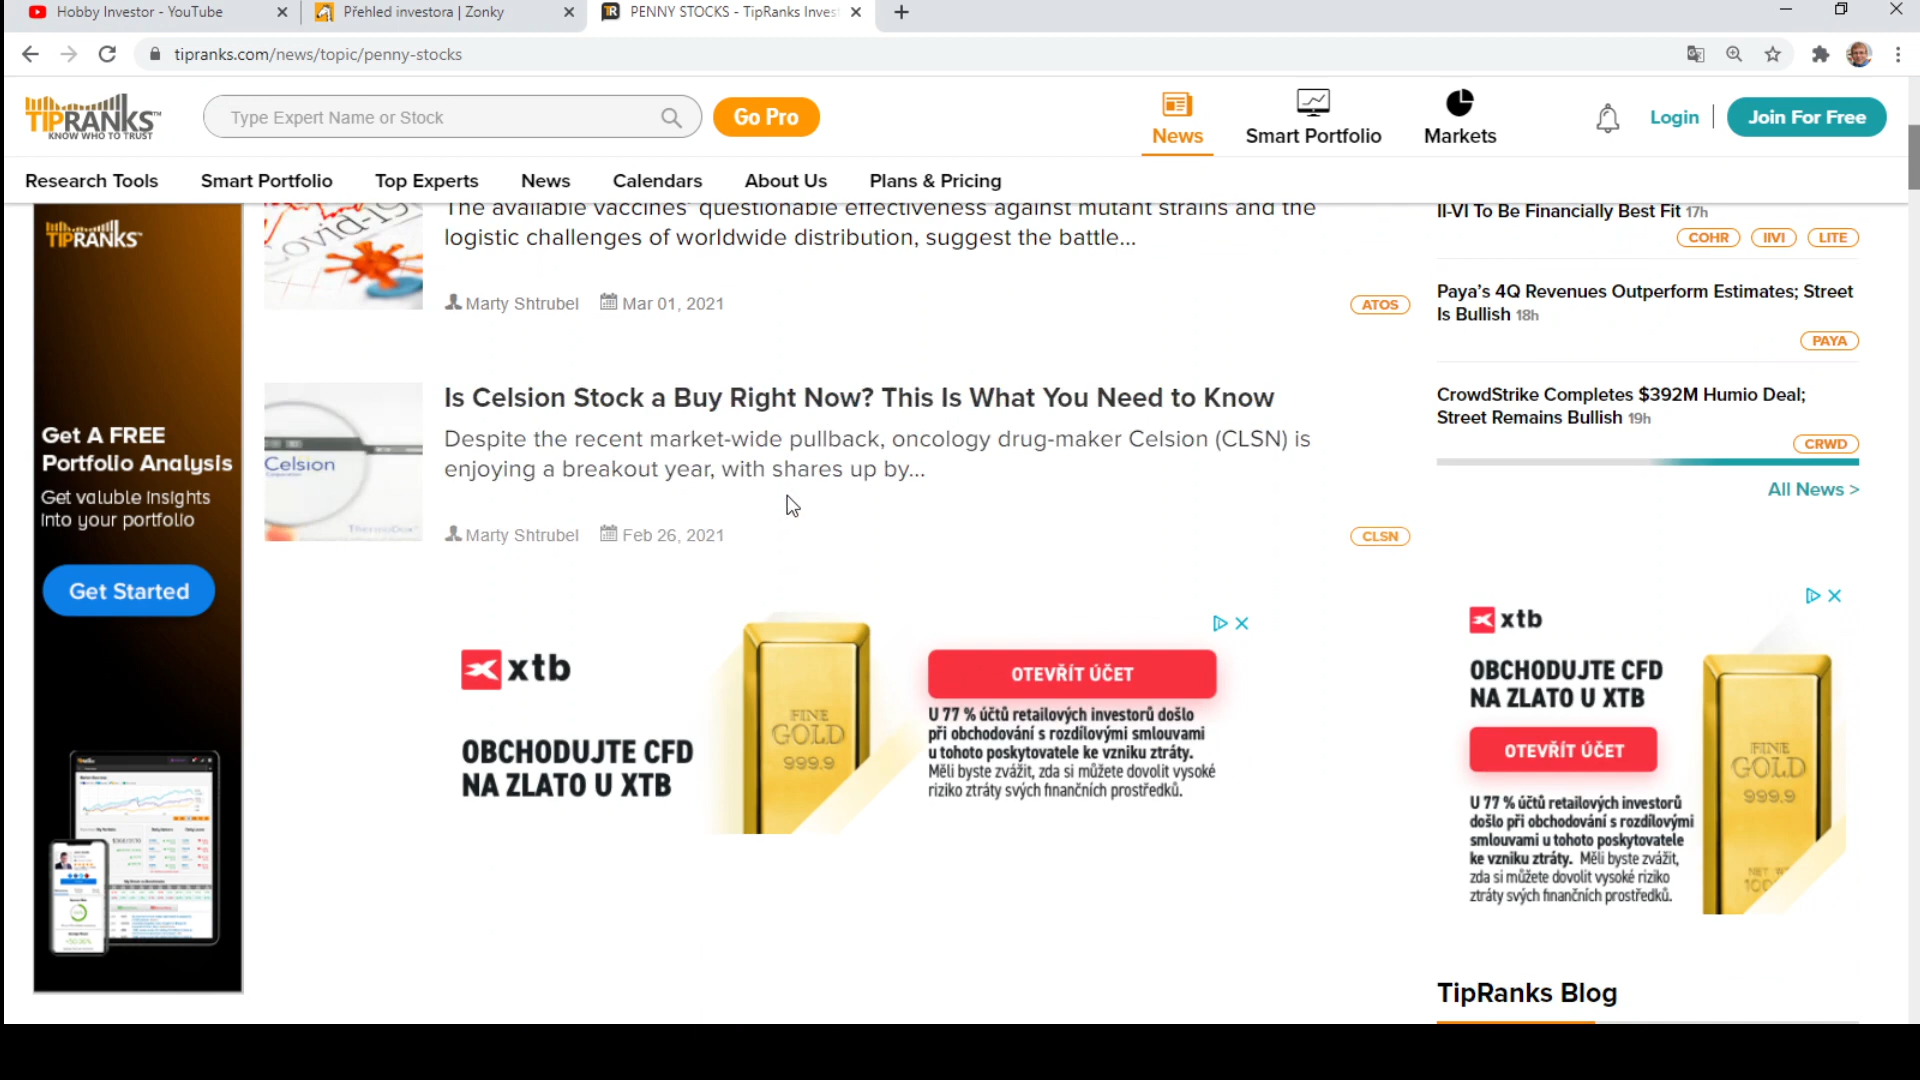 Hobby Investor - YouTube
Přehled investora | Zonky
PENNY STOCKS - TipRanks Inves
tipranks.com/news/topic/penny-stocks
TIPRANKS™
KNOW WHO TO TRUST
Type Expert Name or Stock
Go Pro
News
Smart Portfolio
Markets
Login
Join For Free
Research Tools
Smart Portfolio
Top Experts
News
Calendars
About Us
Plans & Pricing
TIPRANKS
Get A FREE
Portfolio Analysis
Get valuble insights
into your portfolio
Get Started
Covid-19
The available vaccines' questionable effectiveness against mutant strains and the
logistic challenges of worldwide distribution, suggest the battle...
Marty Shtrubel
Mar 01, 2021
ATOS
Celsion
Corporation
ThermoDox
Is Celsion Stock a Buy Right Now? This Is What You Need to Know
Despite the recent market-wide pullback, oncology drug-maker Celsion (CLSN) is
enjoying a breakout year, with shares up by...
Marty Shtrubel
Feb 26, 2021
CLSN
xtb
OBCHODUJTE CFD
NA ZLATO U XTB
FINE
GOLD
999.9
OTEVŘÍT ÚČET
U 77 % účtů retailových investorů došlo
při obchodování s rozdílovými smlouvami
u tohoto poskytovatele ke vzniku ztráty.
Měli byste zvážit, zda si můžete dovolit vysoké
riziko ztráty svých finančních prostředků.
II-VI To Be Financially Best Fit 17h
COHR
IIVI
LITE
Paya's 4Q Revenues Outperform Estimates; Street
Is Bullish 18h
PAYA
CrowdStrike Completes $392M Humio Deal;
Street Remains Bullish 19h
CRWD
All News >
xtb
OBCHODUJTE CFD
NA ZLATO U XTB
OTEVŘÍT ÚČET
U 77 % účtů retailových investorů
došlo při obchodování s rozdílovými
smlouvami u tohoto poskytovatele
ke vzniku ztráty. Měli byste zvážit,
zda si můžete dovolit vysoké riziko
ztráty svých finančních prostředků.
FINE
GOLD
999.9
TipRanks Blog